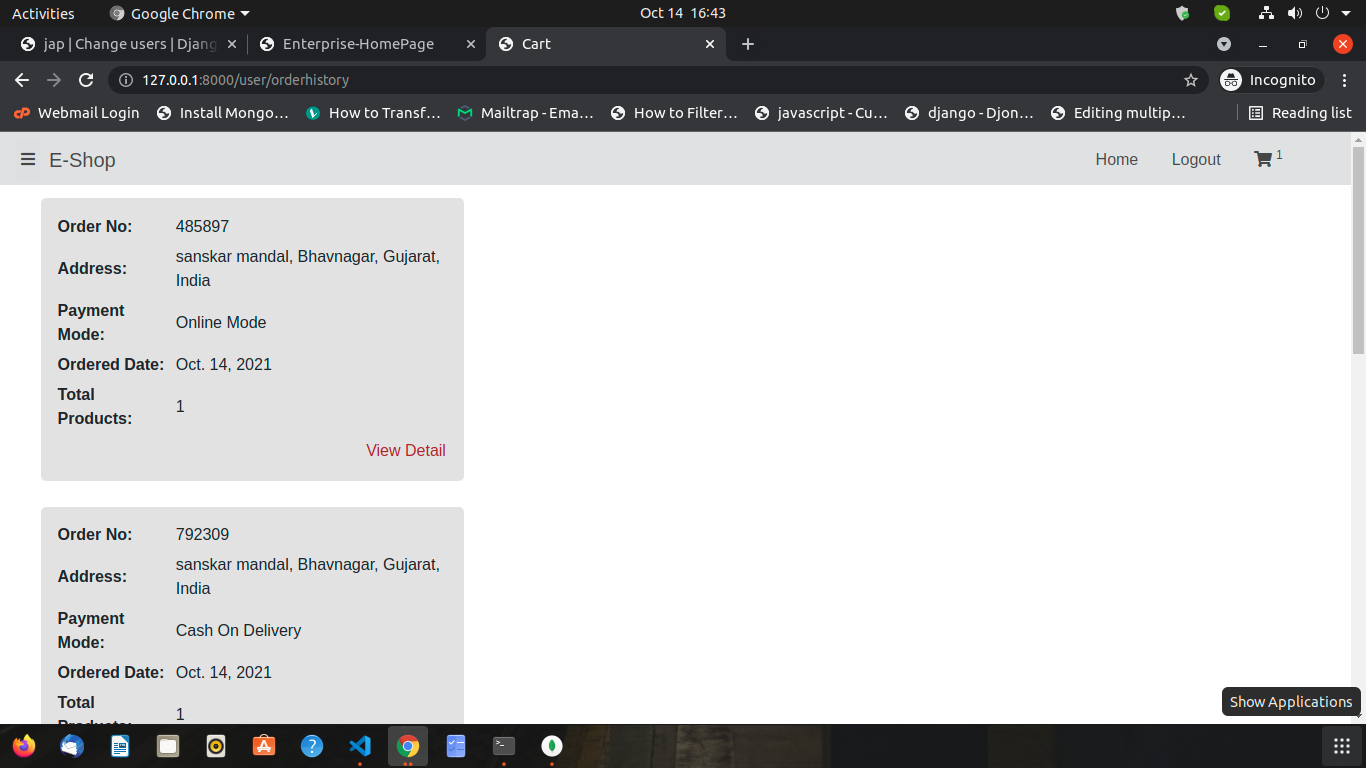 Activities Google Chrome Oct 14 16:43
jap | Change users | Djang Enterprise-HomePage Cart
127.0.0.1:8000/user/orderhistory Incognito
Webmail Login Install Mongo… How to Transf… Mailtrap - Ema… How to Filter… javascript - Cu… django - Djon… Editing multip… Reading list
E-Shop Home Logout 1
Order No: 485897
Address: sanskar mandal, Bhavnagar, Gujarat,
India
Payment
Mode: Online Mode
Ordered Date: Oct. 14, 2021
Total
Products: 1
View Detail
Order No: 792309
Address: sanskar mandal, Bhavnagar, Gujarat,
India
Payment
Mode: Cash On Delivery
Ordered Date: Oct. 14, 2021
Total
Products: 1
Show Applications